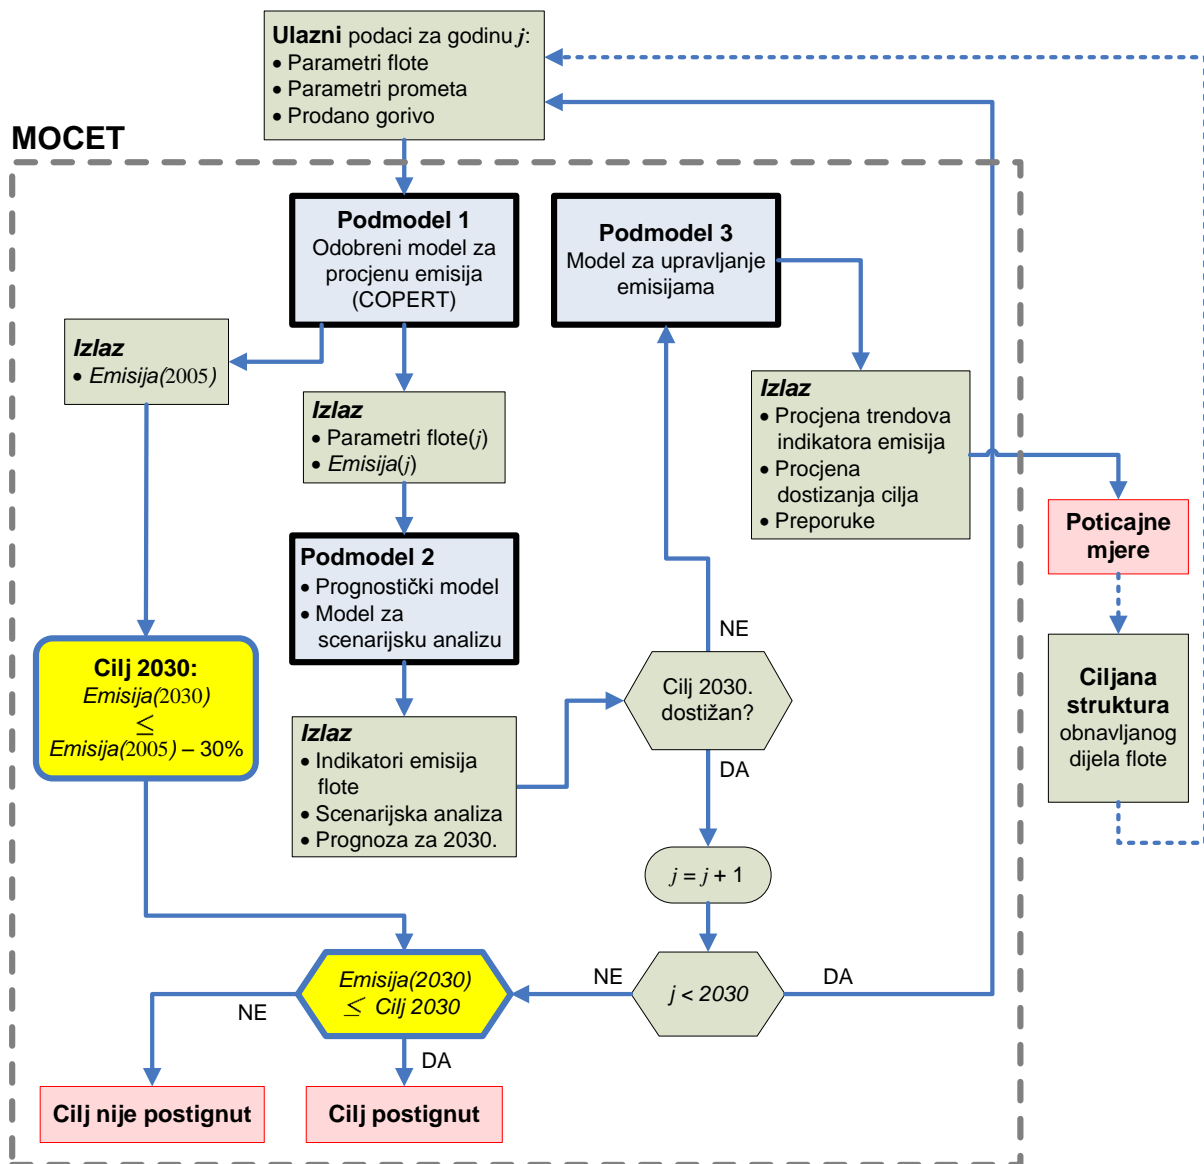 Ulazni podaci za godinu j:
• Parametri flote
• Parametri prometa
• Prodano gorivo
MOCET
Podmodel 1
Odobreni model za
procjenu emisija
(COPERT)
Podmodel 3
Model za upravljanje
emisijama
Izlaz
• Emisija(2005)
Izlaz
• Parametri flote(j)
• Emisija(j)
Izlaz
• Procjena trendova
indikatora emisija
• Procjena
dostizanja cilja
• Preporuke
Poticajne
mjere
Podmodel 2
• Prognostički model
• Model za
scenarijsku analizu
NE
Cilj 2030:
Emisija(2030)
≤
Emisija(2005) – 30%
Cilj 2030.
dostižan?
Ciljana
struktura
obnavljanog
dijela flote
Izlaz
• Indikatori emisija
flote
• Scenarijska analiza
• Prognoza za 2030.
DA
j = j + 1
Emisija(2030)
≤ Cilj 2030
NE
j < 2030
DA
NE
DA
Cilj nije postignut
Cilj postignut